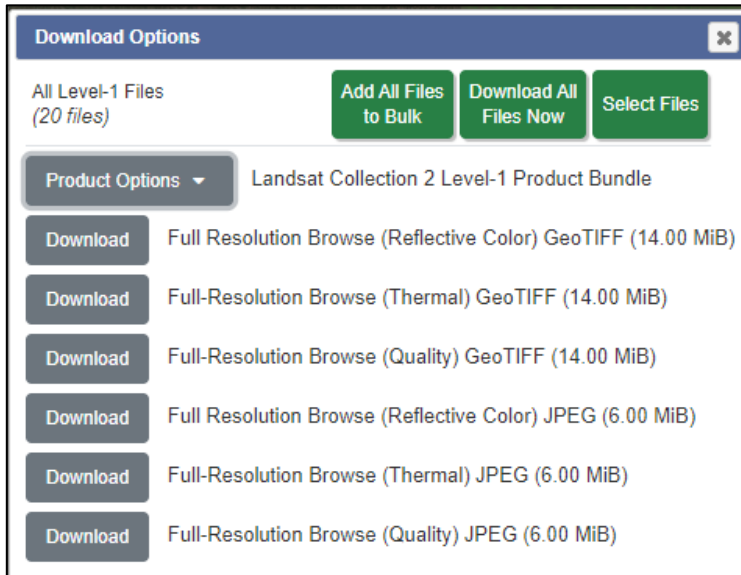 Download Options
All Level-1 Files
(20 files)
Add All Files
to Bulk
Download All
Files Now
Select Files
Product Options
Landsat Collection 2 Level-1 Product Bundle
Download Full Resolution Browse (Reflective Color) GeoTIFF (14.00 MiB)
Download Full-Resolution Browse (Thermal) GeoTIFF (14.00 MiB)
Download Full-Resolution Browse (Quality) GeoTIFF (14.00 MiB)
Download Full Resolution Browse (Reflective Color) JPEG (6.00 MiB)
Download Full-Resolution Browse (Thermal) JPEG (6.00 MiB)
Download Full-Resolution Browse (Quality) JPEG (6.00 MiB)